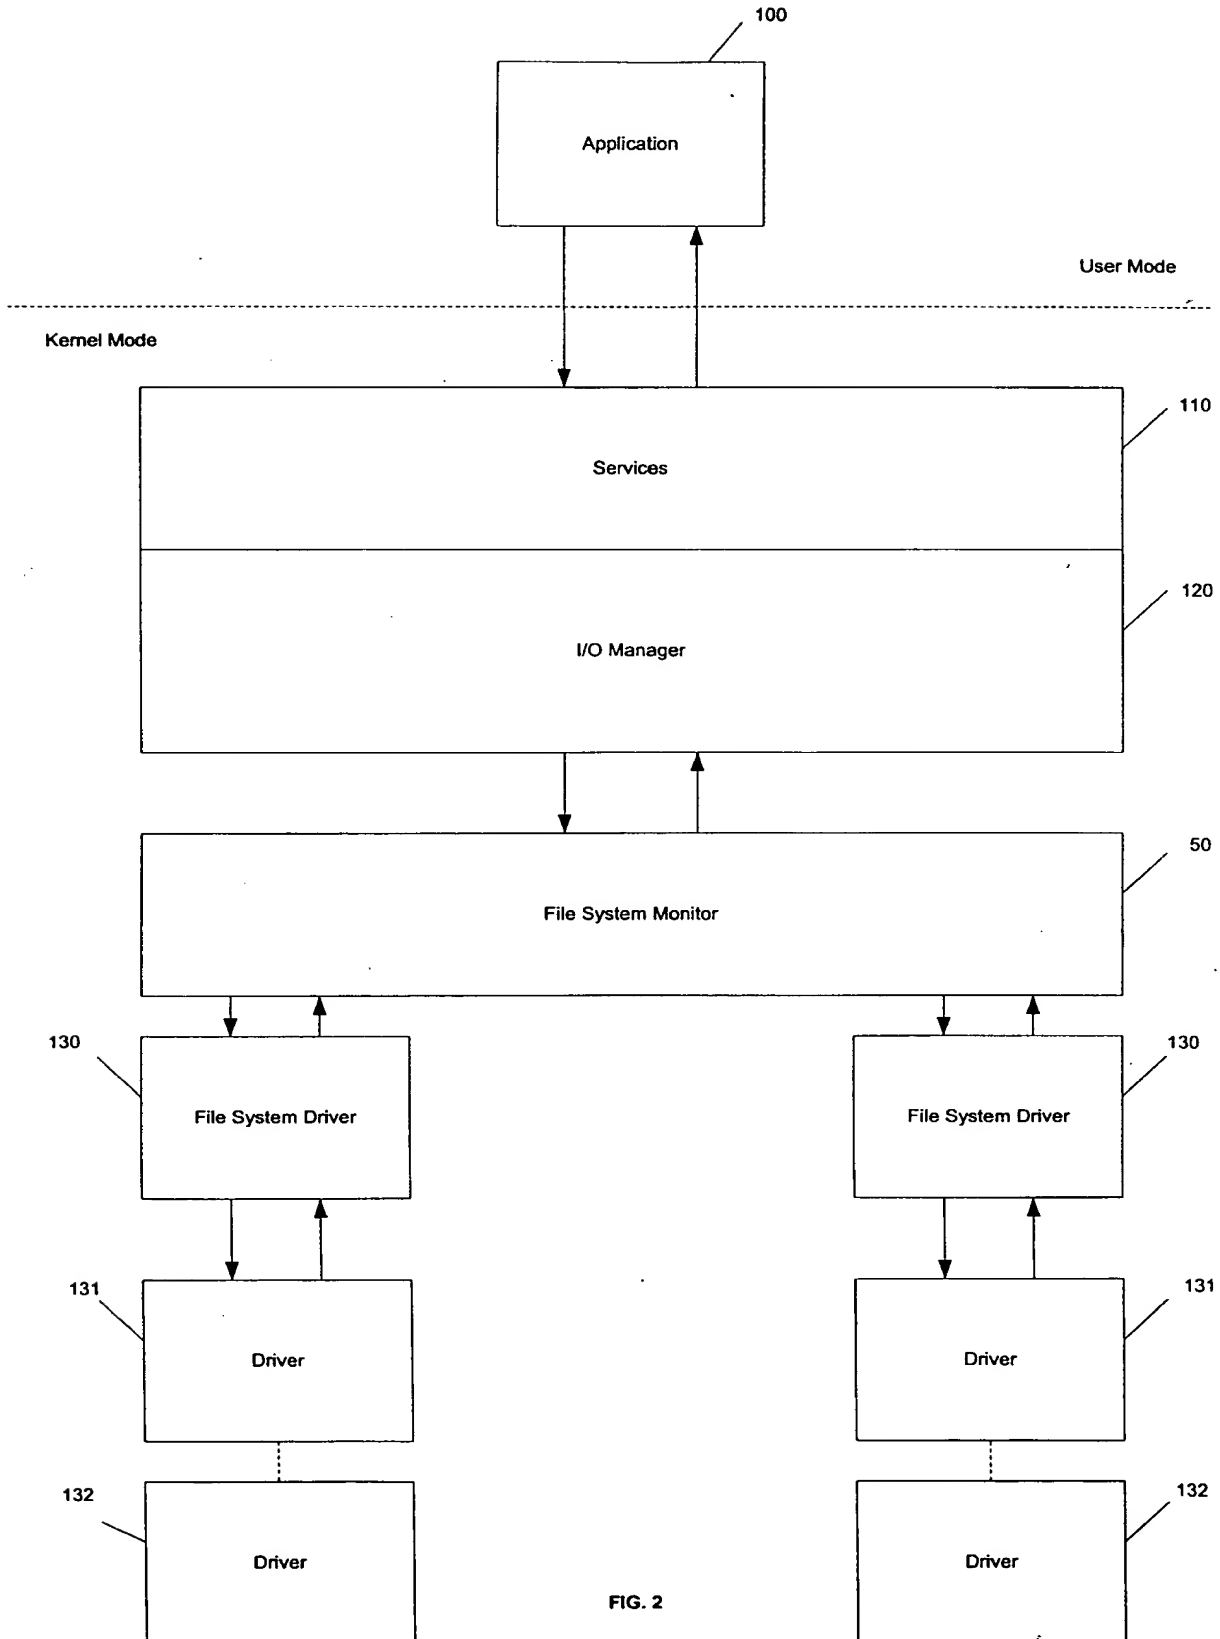 100
Application
User Mode
Kernel Mode
110
Services
120
I/O Manager
50
File System Monitor
130
130
File System Driver
File System Driver
131
131
Driver
Driver
132
132
Driver
Driver
FIG. 2